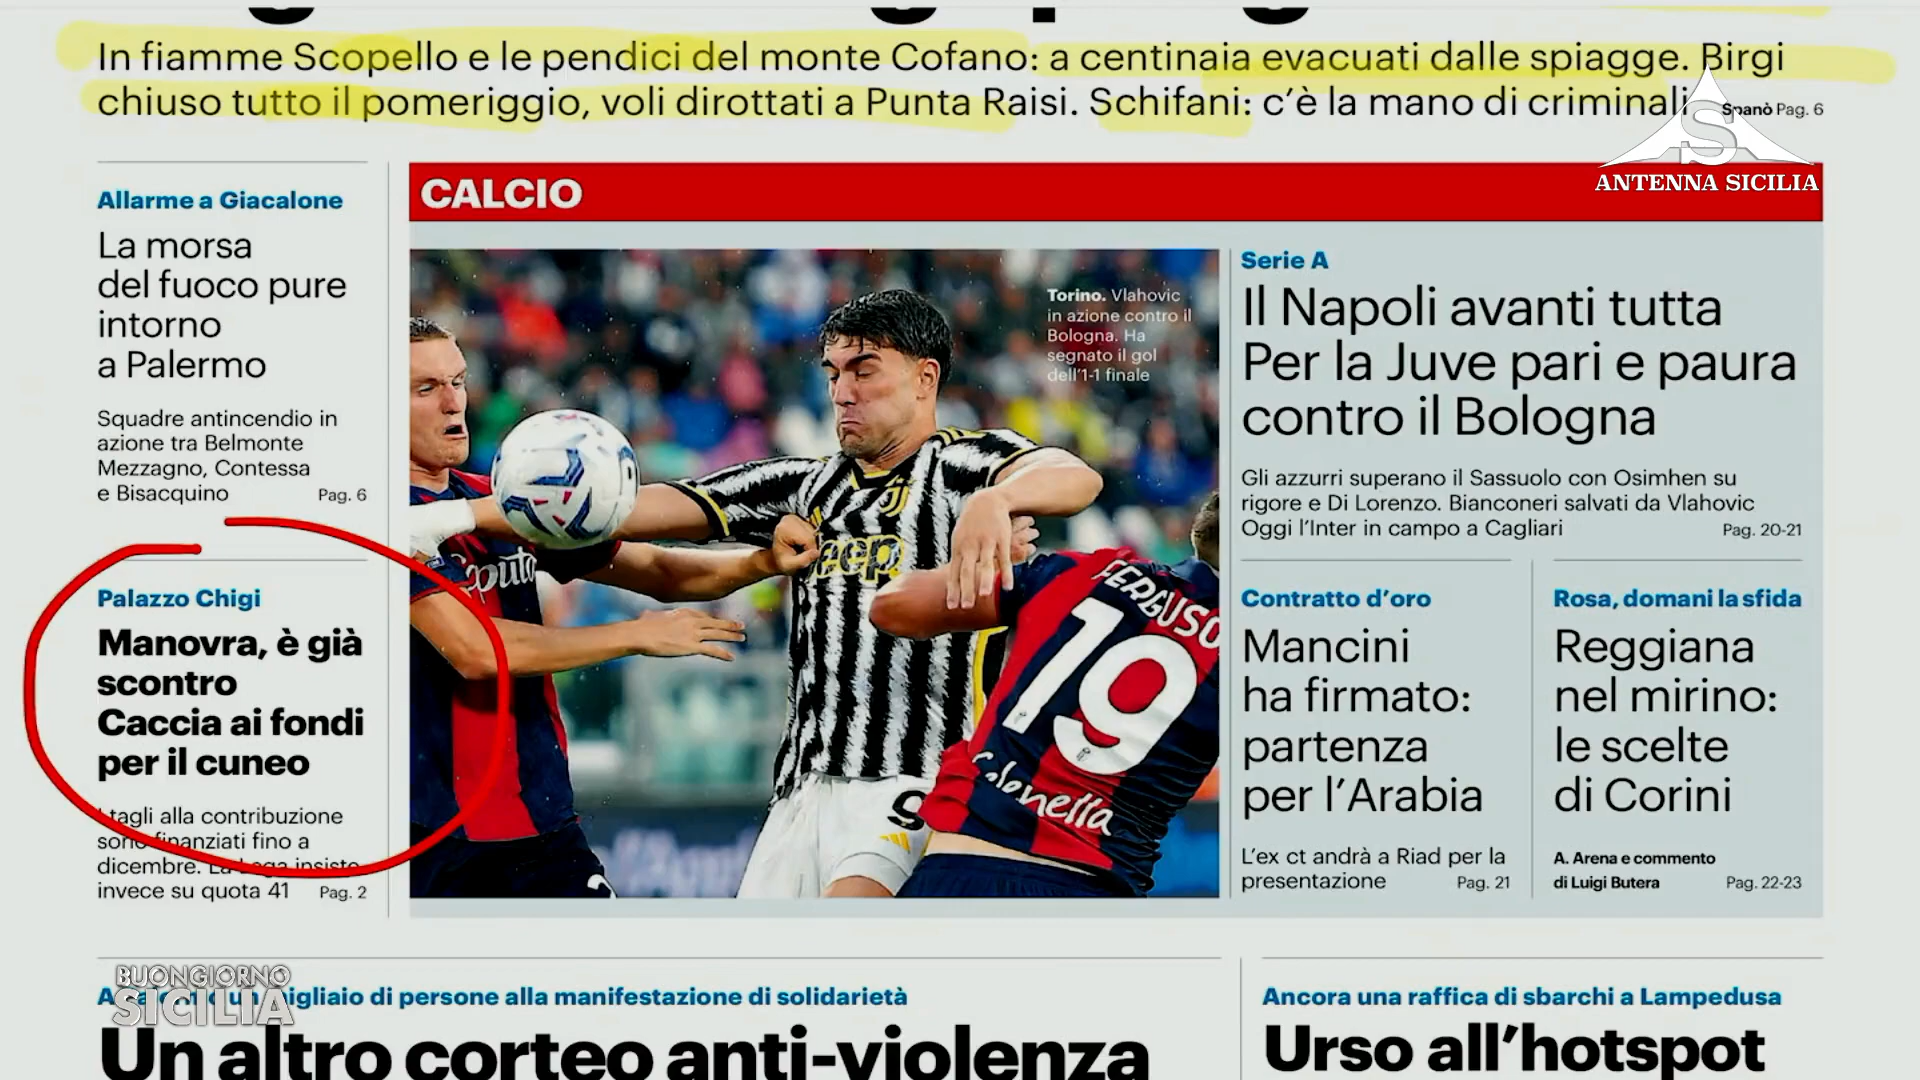 In fiamme Scopello e le pendici del monte Cofano: a centinaia evacuati dalle spiagge. Birgi
chiuso tutto il pomeriggio, voli dirottati a Punta Raisi. Schifani: c'è la mano di criminali Spanò Pag. 6
ANTENNA SICILIA
Allarme a Giacalone
La morsa
del fuoco pure
intorno
a Palermo
Squadre antincendio in
azione tra Belmonte
Mezzagno, Contessa
e Bisacquino Pag. 6
Palazzo Chigi
Manovra, è già
scontro
Caccia ai fondi
per il cuneo
I tagli alla contribuzione
sono finanziati fino a
dicembre. La Lega insiste
invece su quota 41 Pag. 2
CALCIO
Torino. Vlahovic
in azione contro il
Bologna. Ha
segnato il gol
dell'1-1 finale
Jeep
FERGUSO
19
9
Serie A
Il Napoli avanti tutta
Per la Juve pari e paura
contro il Bologna
Gli azzurri superano il Sassuolo con Osimhen su
rigore e Di Lorenzo. Bianconeri salvati da Vlahovic
Oggi l'Inter in campo a Cagliari Pag. 20-21
Contratto d'oro
Mancini
ha firmato:
partenza
per l'Arabia
L'ex ct andrà a Riad per la
presentazione Pag. 21
Rosa, domani la sfida
Reggiana
nel mirino:
le scelte
di Corini
A. Arena e commento
di Luigi Butera Pag. 22-23
BUONGIORNO
SICILIA
un migliaio di persone alla manifestazione di solidarietà
Un altro corteo anti-violenza
Ancora una raffica di sbarchi a Lampedusa
Urso all'hotspot